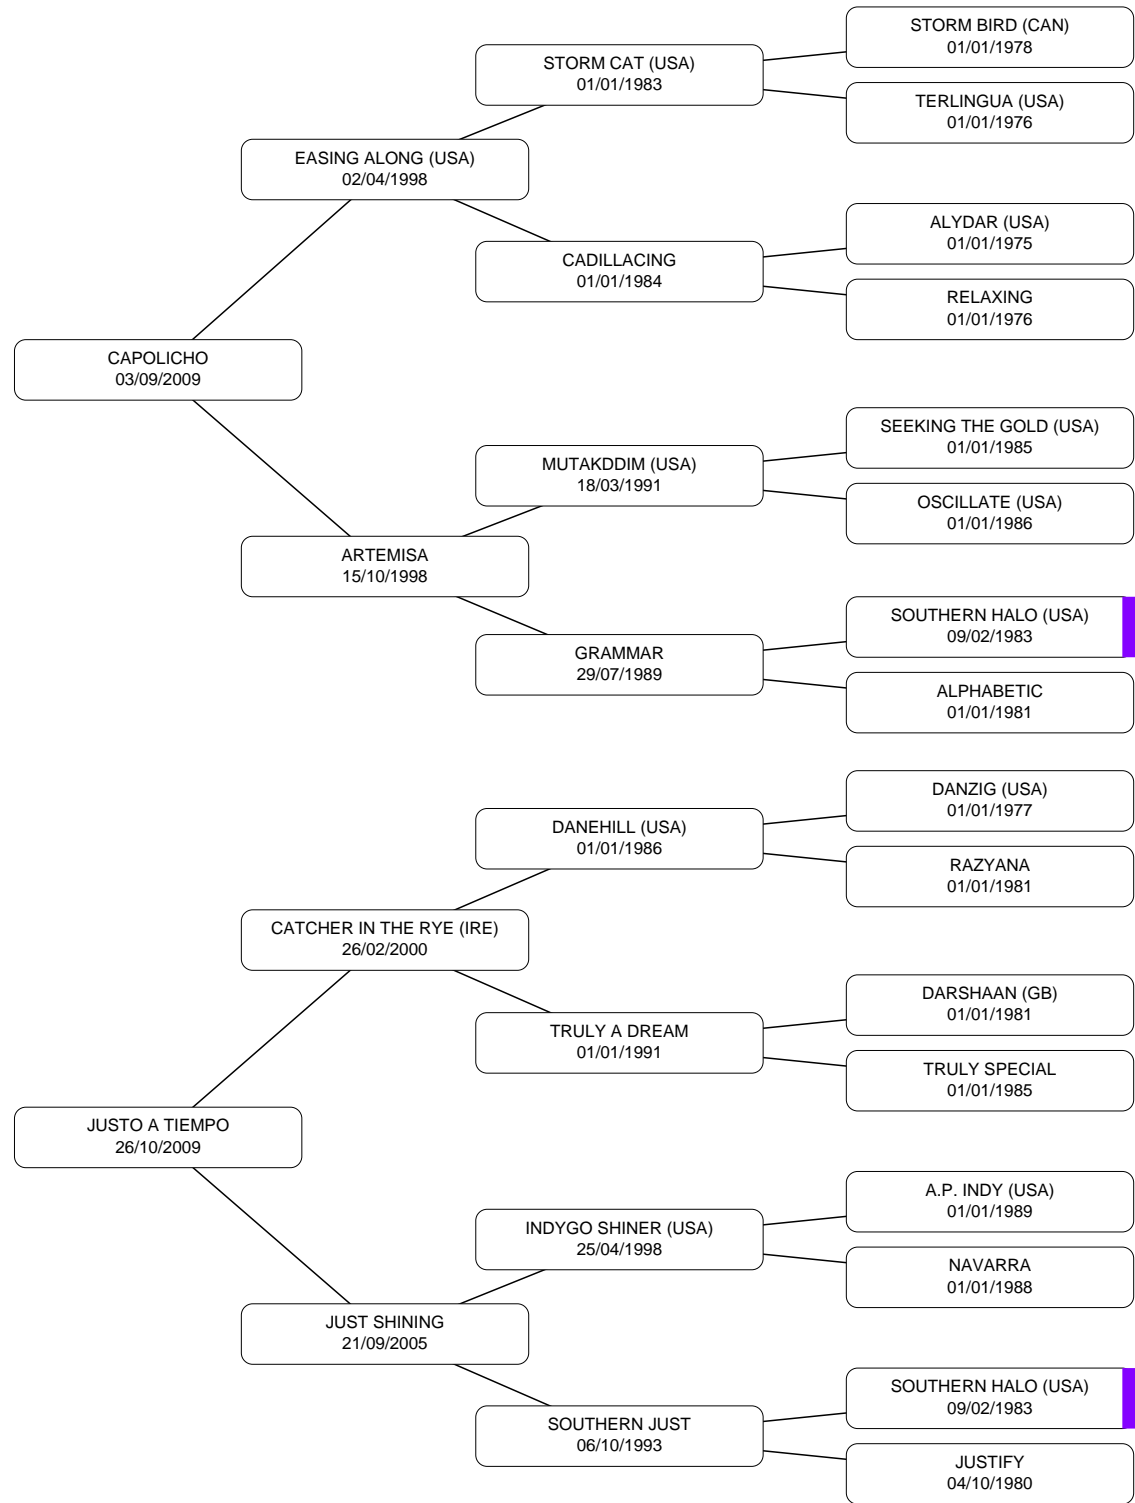 STORM BIRD (CAN)
01/01/1978
STORM CAT (USA)
01/01/1983
TERLINGUA (USA)
01/01/1976
EASING ALONG (USA)
02/04/1998
ALYDAR (USA)
01/01/1975
CADILLACING
01/01/1984
RELAXING
01/01/1976
CAPOLICHO
03/09/2009
SEEKING THE GOLD (USA)
01/01/1985
MUTAKDDIM (USA)
18/03/1991
OSCILLATE (USA)
01/01/1986
ARTEMISA
15/10/1998
SOUTHERN HALO (USA)
09/02/1983
GRAMMAR
29/07/1989
ALPHABETIC
01/01/1981
DANZIG (USA)
01/01/1977
DANEHILL (USA)
01/01/1986
RAZYANA
01/01/1981
CATCHER IN THE RYE (IRE)
26/02/2000
DARSHAAN (GB)
01/01/1981
TRULY A DREAM
01/01/1991
TRULY SPECIAL
01/01/1985
JUSTO A TIEMPO
26/10/2009
A.P. INDY (USA)
01/01/1989
INDYGO SHINER (USA)
25/04/1998
NAVARRA
01/01/1988
JUST SHINING
21/09/2005
SOUTHERN HALO (USA)
09/02/1983
SOUTHERN JUST
06/10/1993
JUSTIFY
04/10/1980